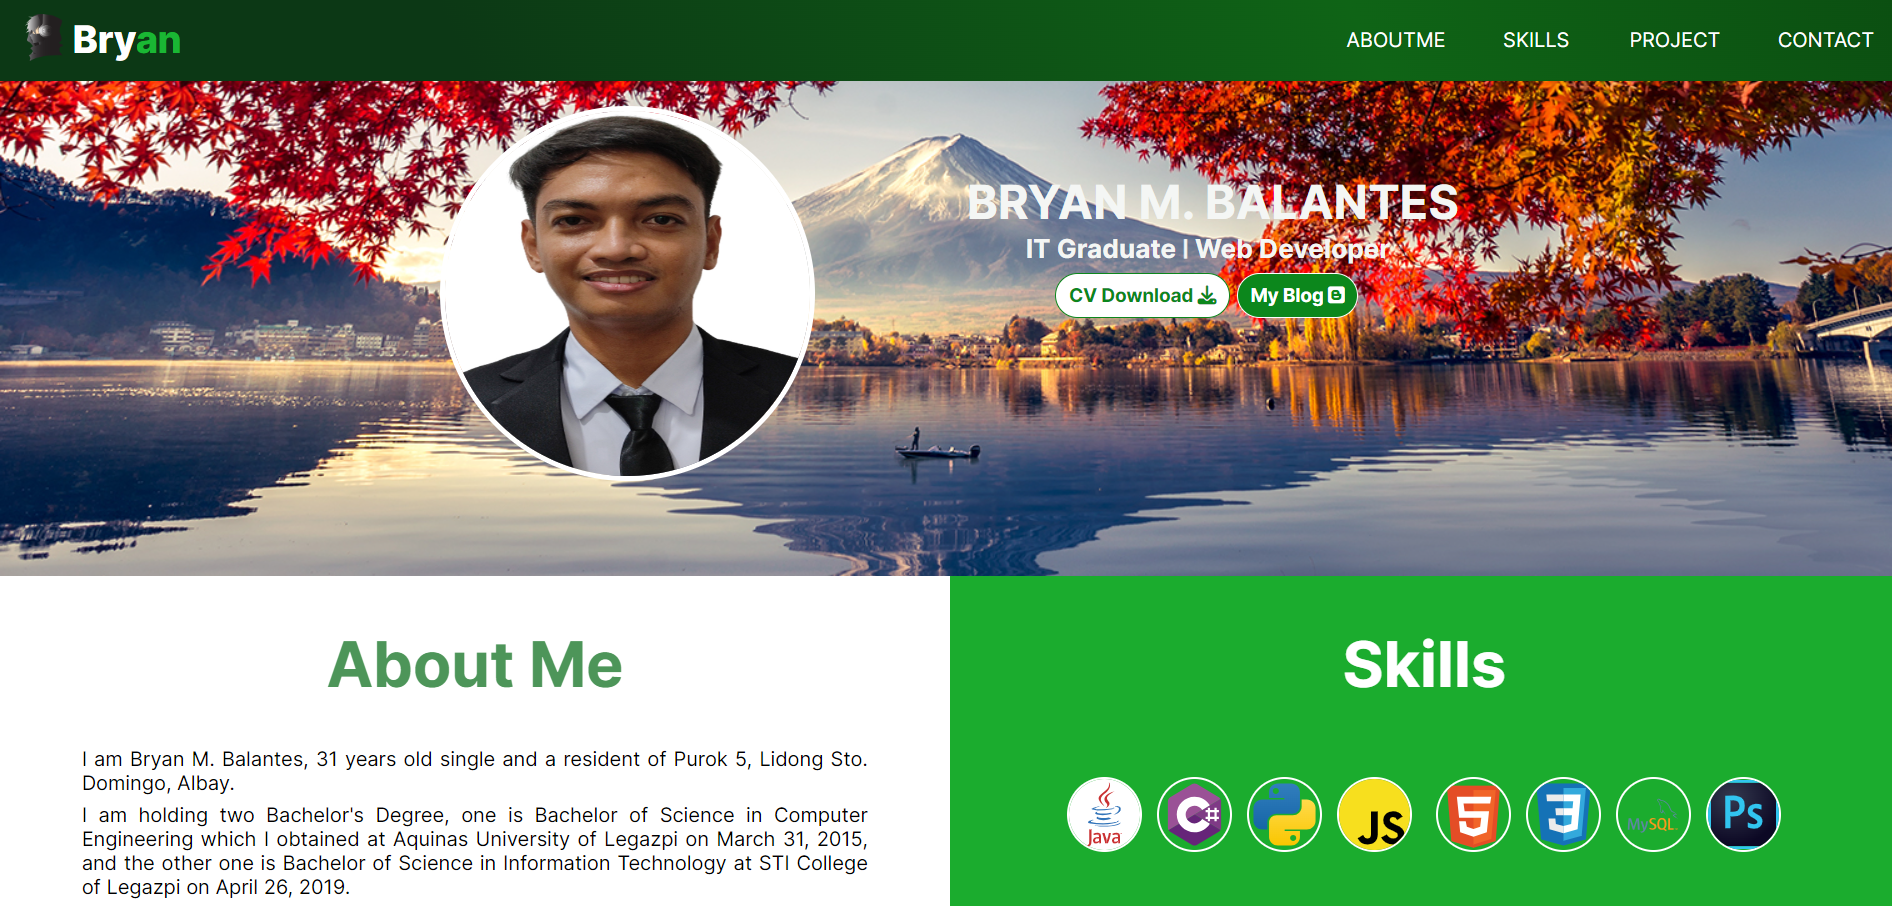 Bryan
ABOUTME SKILLS PROJECT CONTACT
BRYAN M. BALANTES
IT Graduate | Web Developer
CV Download My Blog
About Me
I am Bryan M. Balantes, 31 years old single and a resident of Purok 5, Lidong Sto.
Domingo, Albay.
I am holding two Bachelor's Degree, one is Bachelor of Science in Computer
Engineering which I obtained at Aquinas University of Legazpi on March 31, 2015,
and the other one is Bachelor of Science in Information Technology at STI College
of Legazpi on April 26, 2019.
Skills
Java C# JS 5 3 MySQL Ps